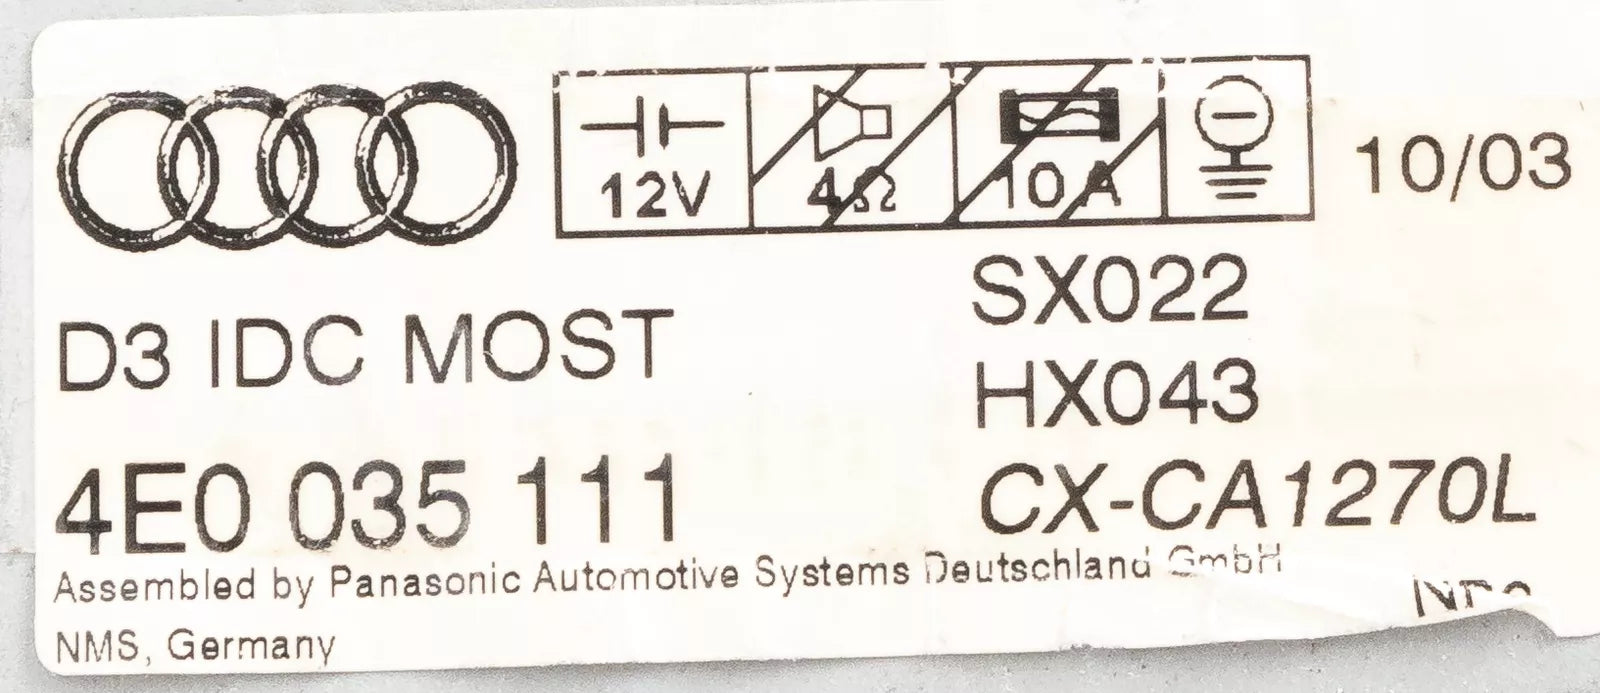 12V 4Ω 10A 10/03
SX022
D3 IDC MOST
HX043
4E0 035 111
CX-CA1270L
Assembled by Panasonic Automotive Systems Deutschland GmbH
NMS, Germany